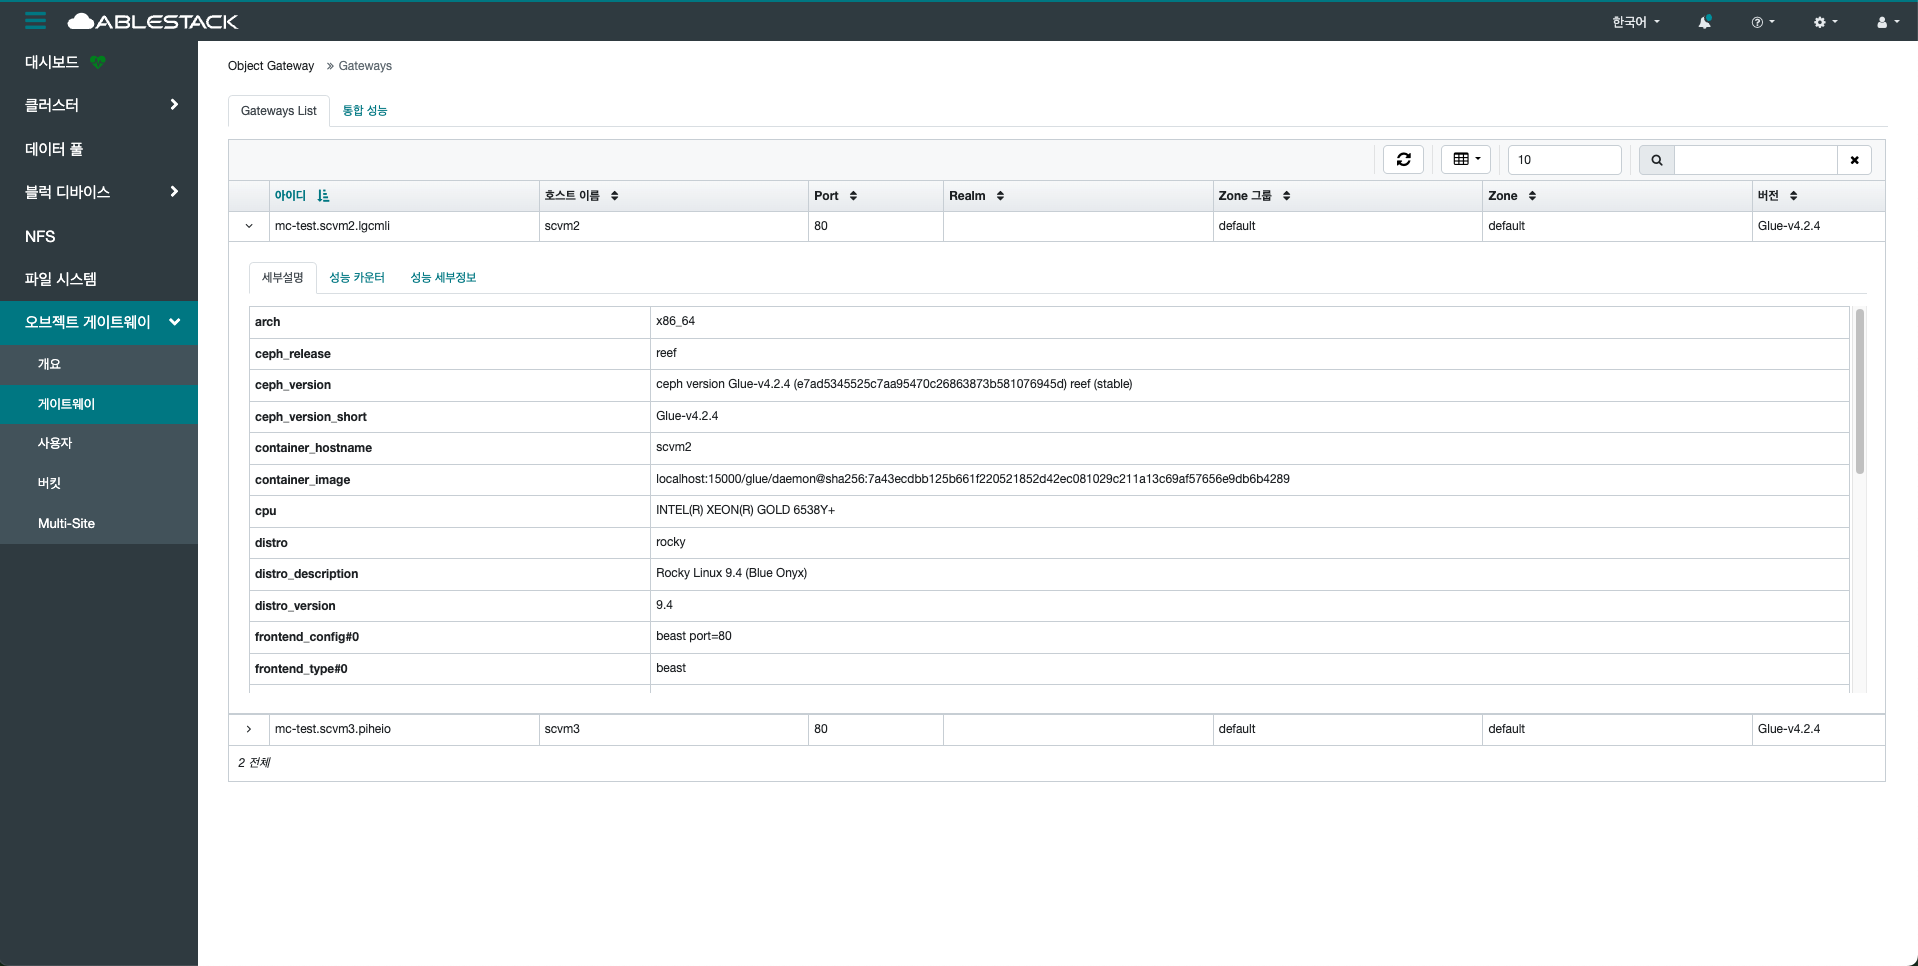 ABLESTACK
한국어
대시보드
클러스터
데이터 풀
블럭 디바이스
NFS
파일 시스템
오브젝트 게이트웨이
개요
게이트웨이
사용자
버킷
Multi-Site
Object Gateway » Gateways
Gateways List 통합 성능
10
아이디 호스트 이름 Port Realm Zone 그룹 Zone 버전
mc-test.scvm2.lgcmli scvm2 80 default default Glue-v4.2.4
세부설명 성능 카운터 성능 세부정보
arch x86_64
ceph_release reef
ceph_version ceph version Glue-v4.2.4 (e7ad5345525c7aa95470c26863873b581076945d) reef (stable)
ceph_version_short Glue-v4.2.4
container_hostname scvm2
container_image localhost:15000/glue/daemon@sha256:7a43ecdbb125b661f220521852d42ec081029c211a13c69af57656e9db6b4289
cpu INTEL(R) XEON(R) GOLD 6538Y+
distro rocky
distro_description Rocky Linux 9.4 (Blue Onyx)
distro_version 9.4
frontend_config#0 beast port=80
frontend_type#0 beast
mc-test.scvm3.piheio scvm3 80 default default Glue-v4.2.4
2 전체